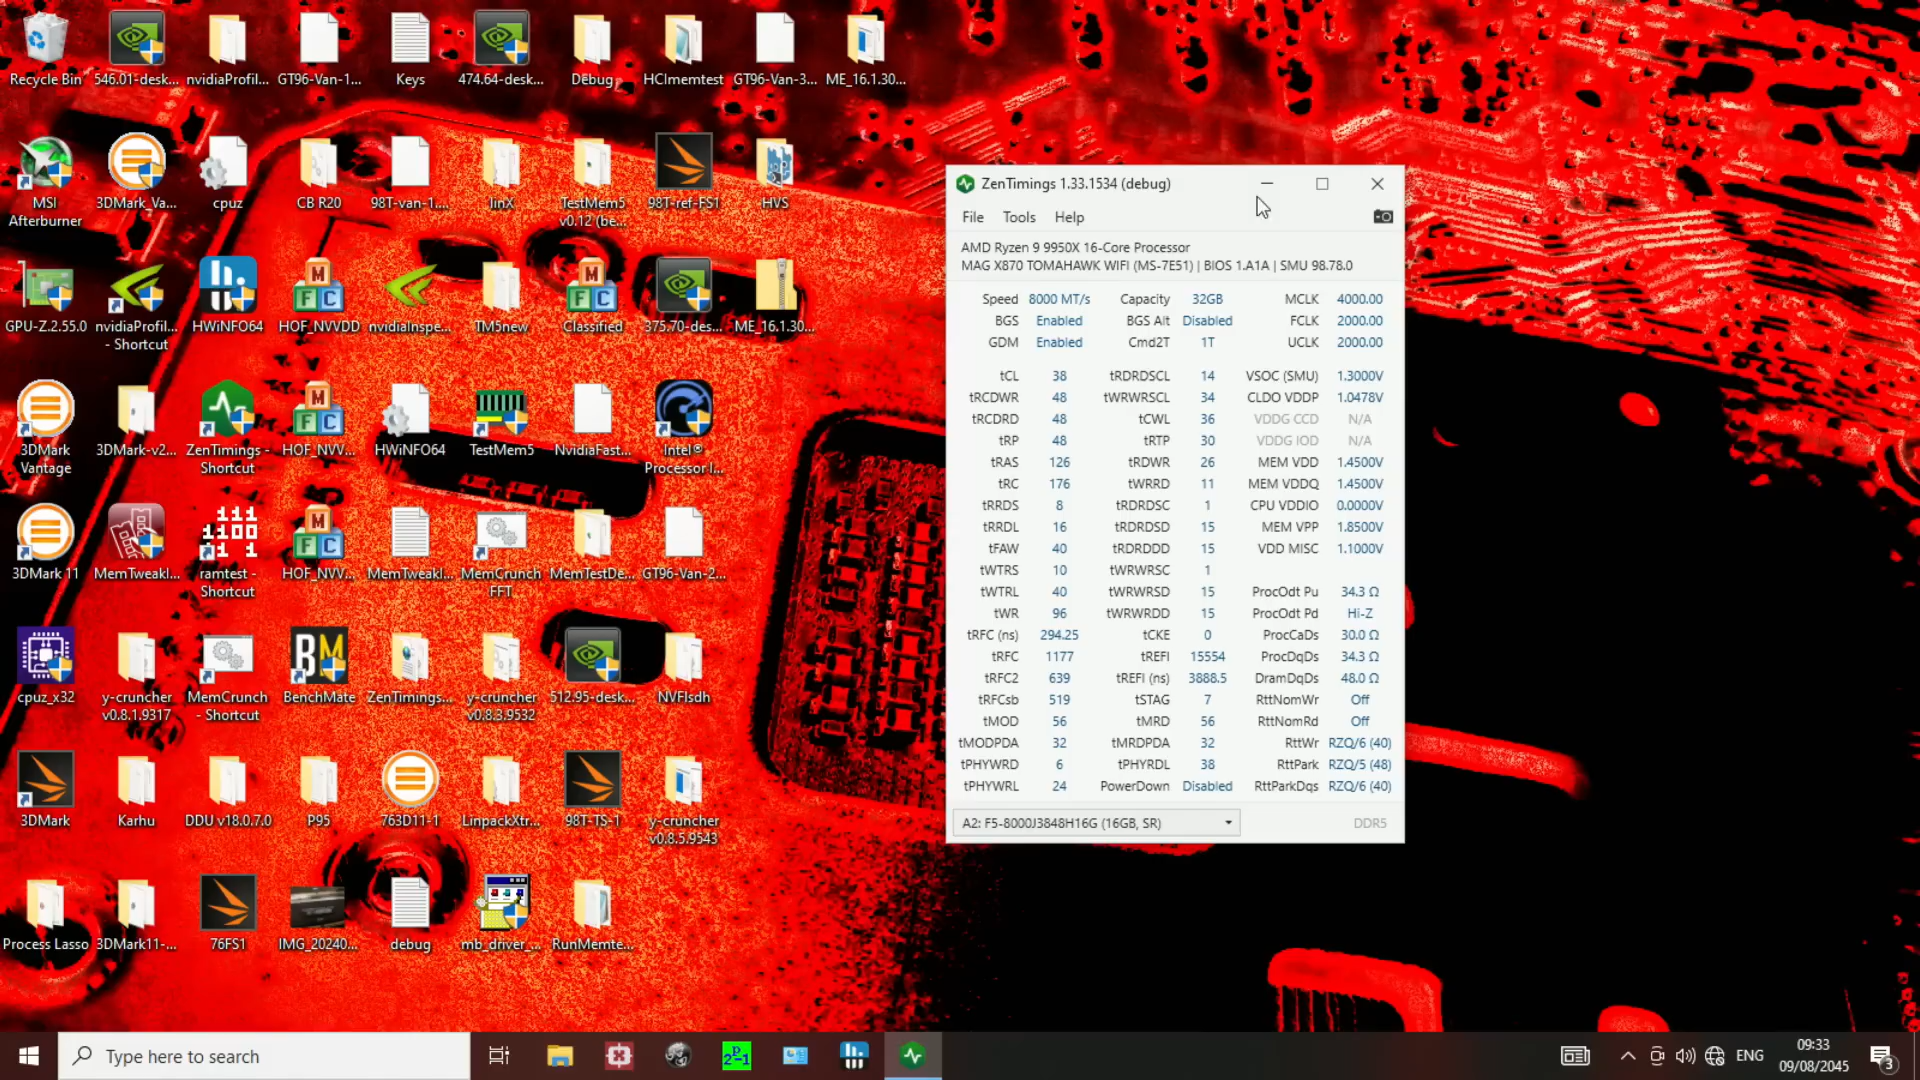 Recycle Bin
546.01-desk...
nvidiaProfil...
GT96-Van-1...
Keys
474.64-desk...
Debug
HCImemtest
GT96-Van-3...
ME_16.1.30...
MSI
Afterburner
3DMark_Va...
cpuz
CB R20
98T-van-1....
linX
TestMem5
v0.12 (be...
98T-ref-FS1
HVS
GPU-Z.2.55.0
nvidiaProfil...
- Shortcut
HWiNFO64
HOF_NVVDD
nvidiaInspe...
TM5new
Classified
375.70-des...
ME_16.1.30...
3DMark
Vantage
3DMark-v2...
ZenTimings -
Shortcut
HOF_NVV...
HWiNFO64
TestMem5
NvidiaFast...
Intel®
Processor I...
3DMark 11
MemTweakI...
ramtest -
Shortcut
HOF_NVV...
MemTweakI...
MemCrunch
FFT
MemTestDe...
GT96-Van-2...
cpuz_x32
y-cruncher
v0.8.1.9317
MemCrunch
- Shortcut
BenchMate
ZenTimings...
y-cruncher
v0.8.3.9532
512.95-desk...
NVFlsdh
3DMark
Karhu
DDU v18.0.7.0
P95
763D11-1
LinpackXtr...
98T-TS-1
y-cruncher
v0.8.5.9543
Process Lasso
3DMark11-...
76FS1
IMG_20240...
debug
mb_driver_...
RunMemte...
ZenTimings 1.33.1534 (debug)
File Tools Help
AMD Ryzen 9 9950X 16-Core Processor
MAG X870 TOMAHAWK WIFI (MS-7E51) | BIOS 1.A1A | SMU 98.78.0
Speed 8000 MT/s Capacity 32GB MCLK 4000.00
BGS Enabled BGS Alt Disabled FCLK 2000.00
GDM Enabled Cmd2T 1T UCLK 2000.00
tCL 38 tRDRDSCL 14 VSOC (SMU) 1.3000V
tRCDWR 48 tWRWRSCL 34 CLDO VDDP 1.0478V
tRCDRD 48 tCWL 36 VDDG CCD N/A
tRP 48 tRTP 30 VDDG IOD N/A
tRAS 126 tRDWR 26 MEM VDD 1.4500V
tRC 176 tWRRD 11 MEM VDDQ 1.4500V
tRRDS 8 tRDRDSC 1 CPU VDDIO 0.0000V
tRRDL 16 tRDRDSD 15 MEM VPP 1.8500V
tFAW 40 tRDRDDD 15 VDD MISC 1.1000V
tWTRS 10 tWRWRSC 1
tWTRL 40 tWRWRSD 15 ProcOdt Pu 34.3 Ω
tWR 96 tWRWRDD 15 ProcOdt Pd Hi-Z
tRFC (ns) 294.25 tCKE 0 ProcCaDs 30.0 Ω
tRFC 1177 tREFI 15554 ProcDqDs 34.3 Ω
tRFC2 639 tREFI (ns) 3888.5 DramDqDs 48.0 Ω
tRFCsb 519 tSTAG 7 RttNomWr Off
tMOD 56 tMRD 56 RttNomRd Off
tMODPDA 32 tMRDPDA 32 RttWr RZQ/6 (40)
tPHYWRD 6 tPHYRDL 38 RttPark RZQ/5 (48)
tPHYWRL 24 PowerDown Disabled RttParkDqs RZQ/6 (40)
A2: F5-8000J3848H16G (16GB, SR) DDR5
Type here to search
ENG
09:33
09/08/2045
3